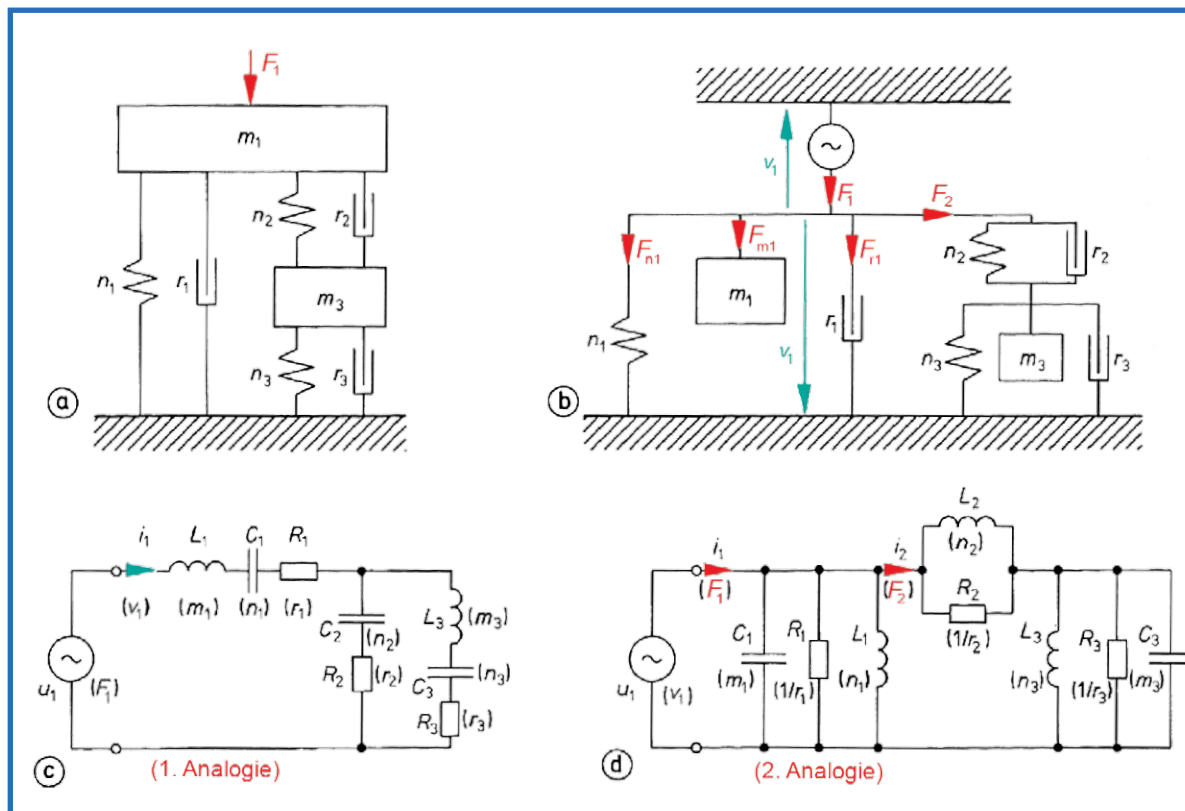 F₁
m₁
n₂ r₂
n₁ r₁
m₃
n₃ r₃
a
v₁
F₁ F₂
Fn1 Fm1 Fr1
n₂ r₂
m₁
n₁ r₁
v₁
n₃ m₃ r₃
b
i₁ L₁ C₁ R₁
(v₁) (m₁) (n₁) (r₁)
C₂ (n₂) L₃ (m₃)
R₂ (r₂) C₃ (n₃)
u₁ (F₁)
R₃ (r₃)
c (1. Analogie)
L₂
(n₂)
i₁ i₂
(F₁) (F₂)
R₂
(1/r₂)
C₁ R₁ L₁ L₃ R₃ C₃
(m₁) (1/r₁) (n₁) (n₃) (1/r₃) (m₃)
u₁ (v₁)
d (2. Analogie)